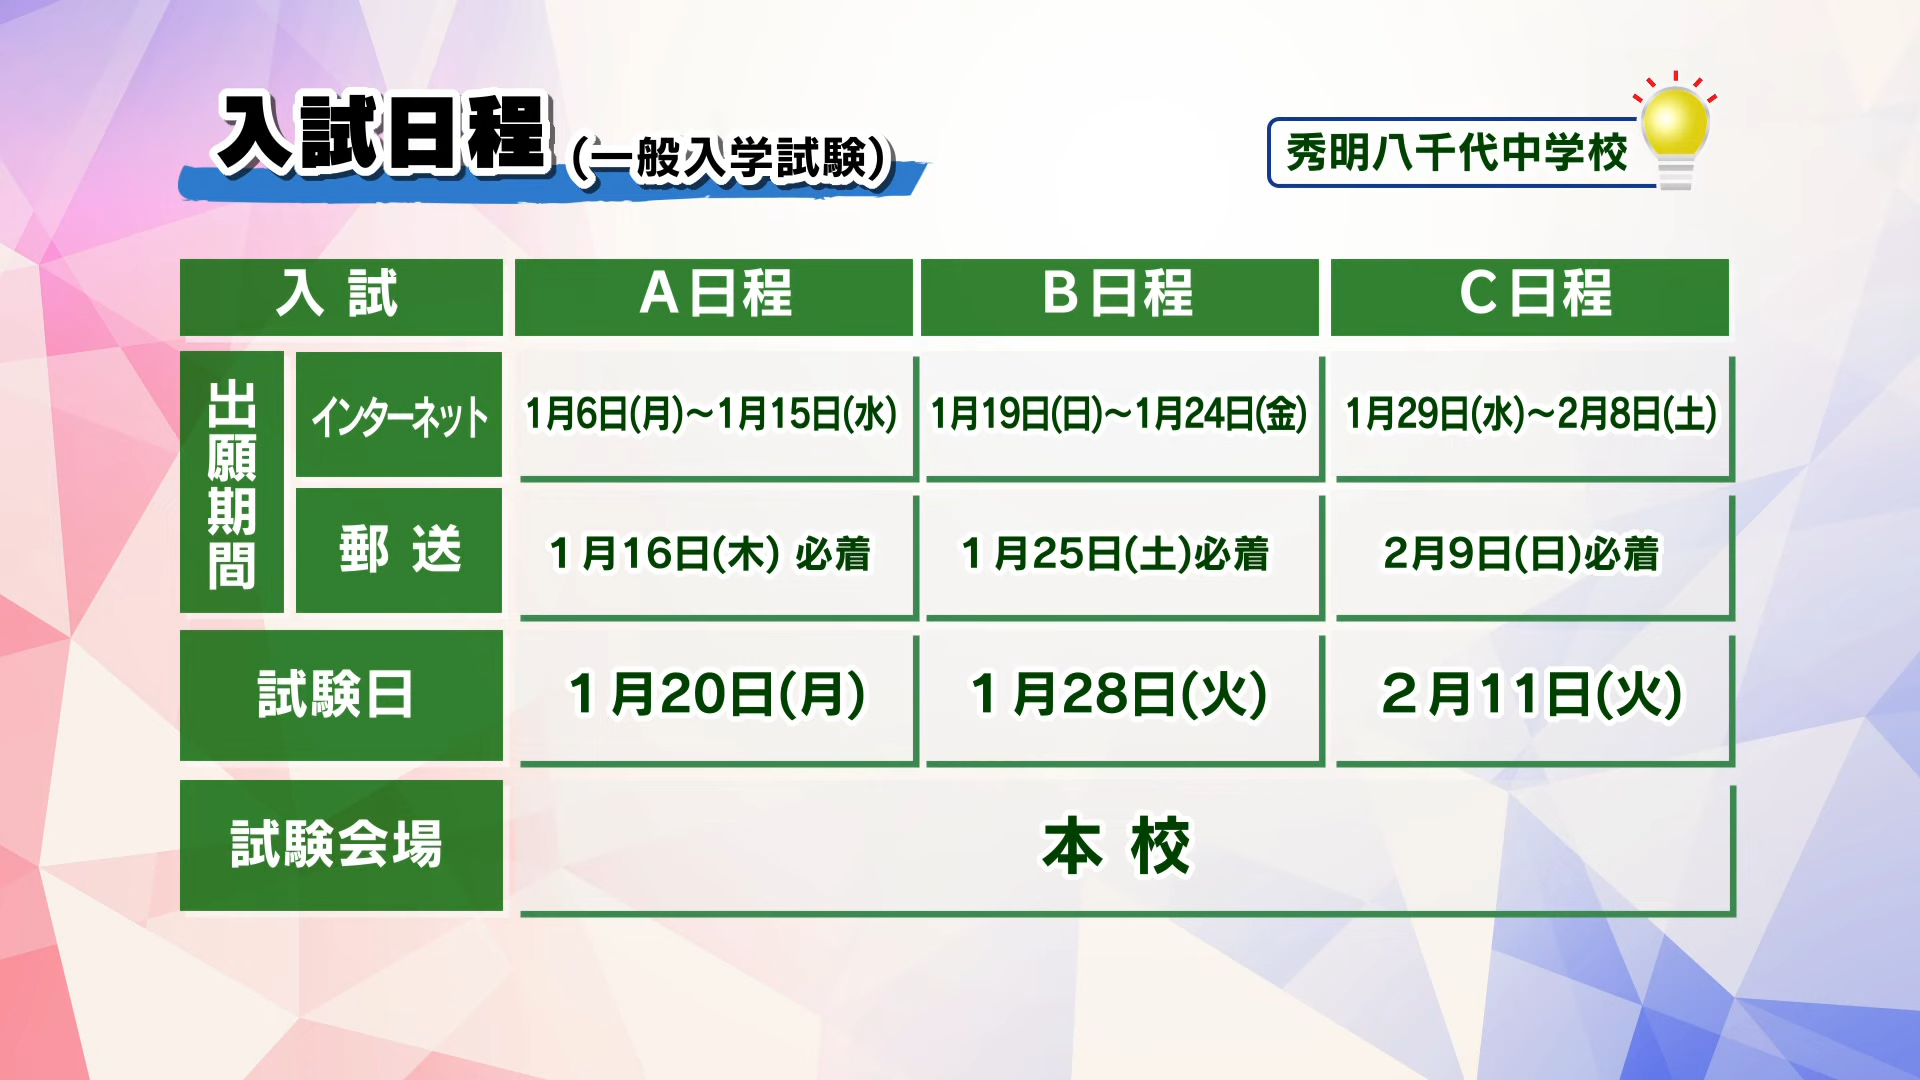 入試日程 (一般入学試験)
秀明八千代中学校
入 試 A日程 B日程 C日程
出願期間
インターネット 1月6日(月)～1月15日(水) 1月19日(日)～1月24日(金) 1月29日(水)～2月8日(土)
郵 送 1月16日(木) 必着 1月25日(土)必着 2月9日(日)必着
試験日 1月20日(月) 1月28日(火) 2月11日(火)
試験会場 本 校